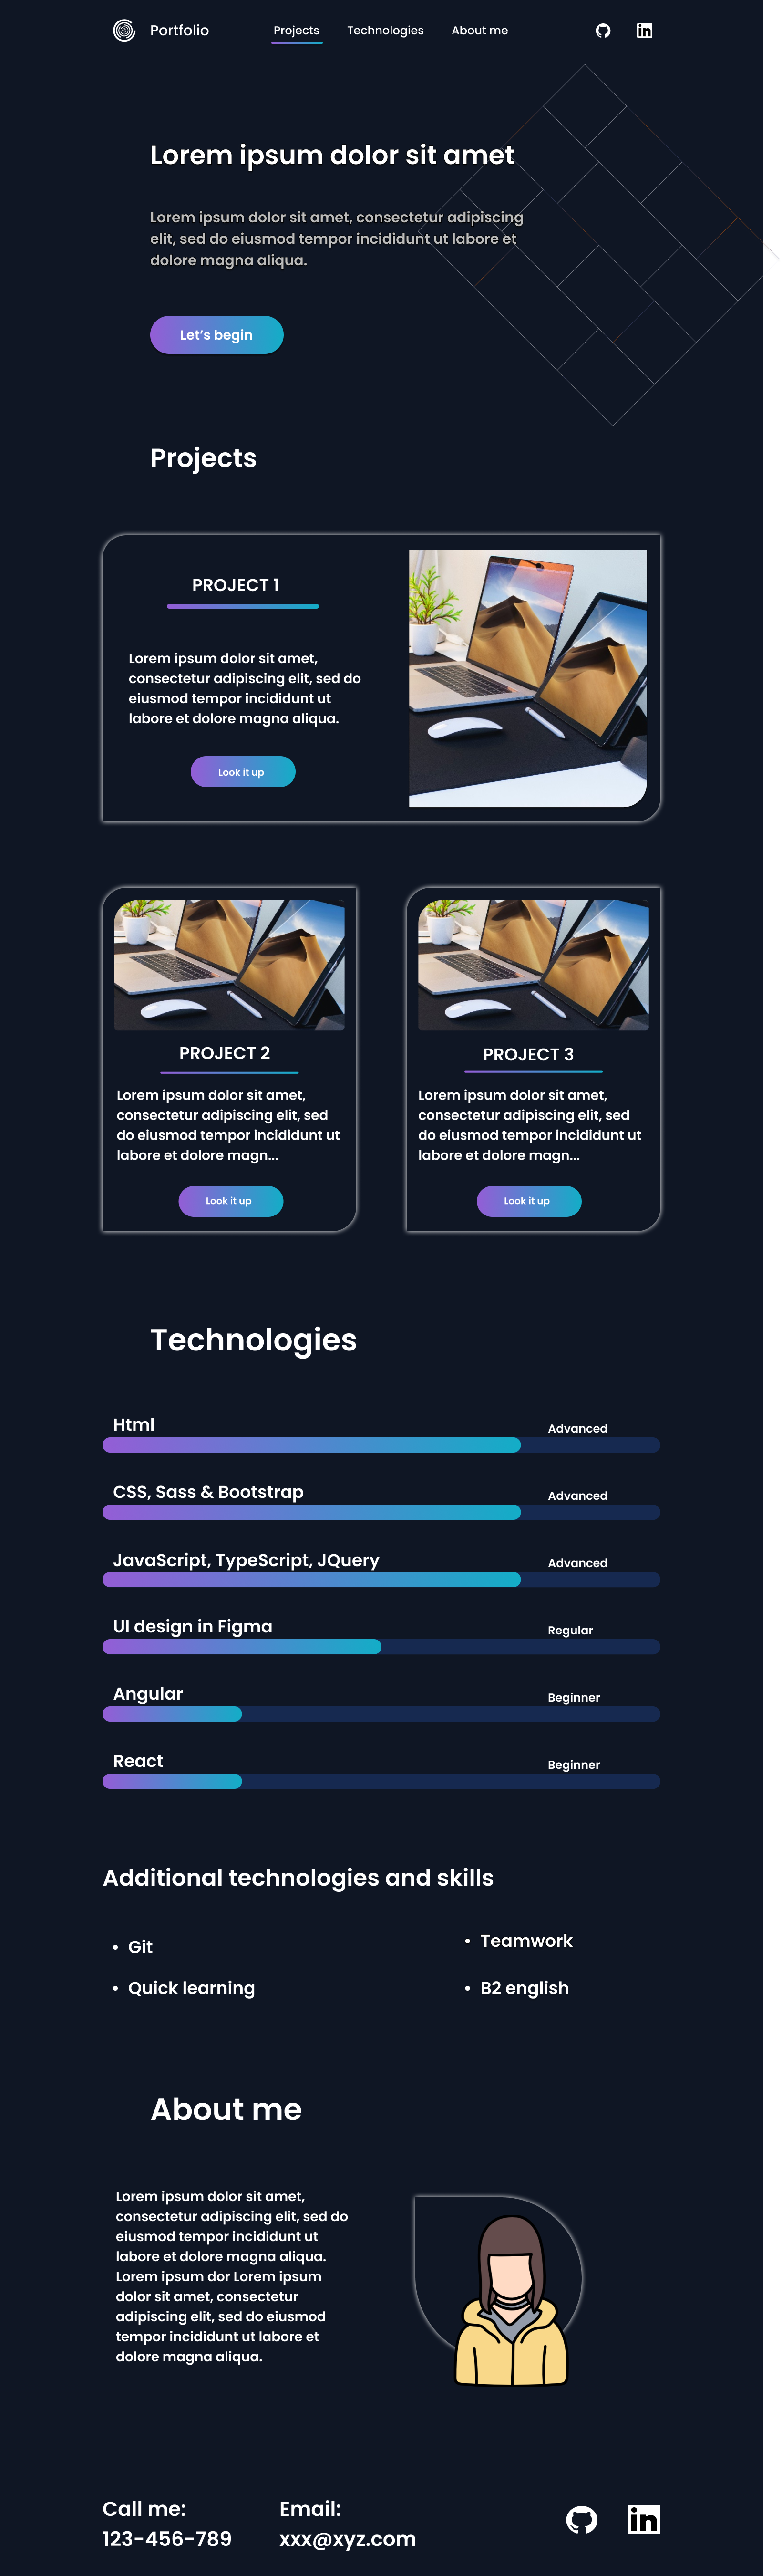 Portfolio
Projects
Technologies
About me
Lorem ipsum dolor sit amet
Lorem ipsum dolor sit amet, consectetur adipiscing
elit, sed do eiusmod tempor incididunt ut labore et
dolore magna aliqua.
Let's begin
Projects
PROJECT 1
Lorem ipsum dolor sit amet,
consectetur adipiscing elit, sed do
eiusmod tempor incididunt ut
labore et dolore magna aliqua.
Look it up
PROJECT 2
Lorem ipsum dolor sit amet,
consectetur adipiscing elit, sed
do eiusmod tempor incididunt ut
labore et dolore magn...
Look it up
PROJECT 3
Lorem ipsum dolor sit amet,
consectetur adipiscing elit, sed
do eiusmod tempor incididunt ut
labore et dolore magn...
Look it up
Technologies
Html
Advanced
CSS, Sass & Bootstrap
Advanced
JavaScript, TypeScript, JQuery
Advanced
UI design in Figma
Regular
Angular
Beginner
React
Beginner
Additional technologies and skills
• Git
• Quick learning
• Teamwork
• B2 english
About me
Lorem ipsum dolor sit amet,
consectetur adipiscing elit, sed do
eiusmod tempor incididunt ut
labore et dolore magna aliqua.
Lorem ipsum dor Lorem ipsum
dolor sit amet, consectetur
adipiscing elit, sed do eiusmod
tempor incididunt ut labore et
dolore magna aliqua.
Call me:
123-456-789
Email:
xxx@xyz.com
in